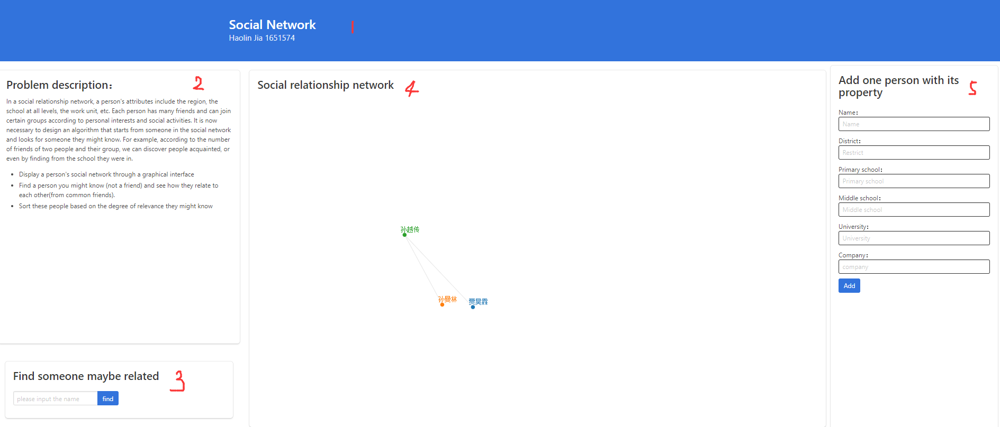 Social Network
1
Haolin Jia 1651574
Problem description：
2
In a social relationship network, a person's attributes include the region, the
school at all levels, the work unit, etc. Each person has many friends and can join
certain groups according to personal interests and social activities. It is now
necessary to design an algorithm that starts from someone in the social network
and looks for someone they might know. For example, according to the number
of friends of two people and their group, we can discover people acquainted, or
even by finding from the school they were in.
• Display a person's social network through a graphical interface
• Find a person you might know (not a friend) and see how they relate to
each other(from common friends).
• Sort these people based on the degree of relevance they might know
Find someone maybe related
3
please input the name
find
Social relationship network
4
孙越传
孙曼林
贾昊霖
Add one person with its
property
5
Name：
Name
District：
Restrict
Primary school：
Primary school
Middle school：
Middle school
University：
University
Company：
company
Add